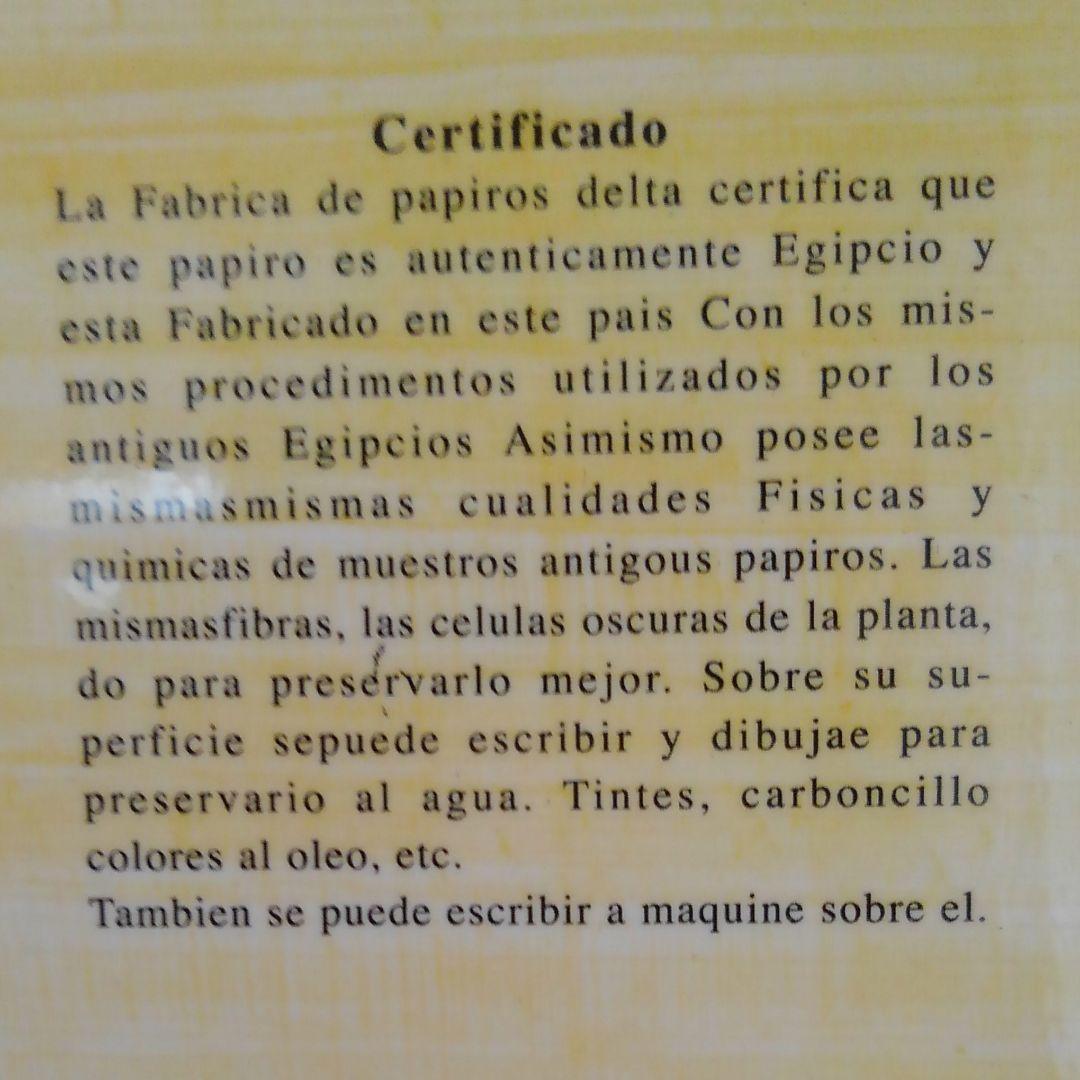 Certificado
La Fabrica de papiros delta certifica que
este papiro es autenticamente Egipcio y
esta Fabricado en este pais Con los mis-
mos procedimentos utilizados por los
antiguos Egipcios Asimismo posee las-
mismasmismas cualidades Fisicas y
quimicas de muestros antigous papiros. Las
mismasfibras, las celulas oscuras de la planta,
do para preservarlo mejor. Sobre su su-
perficie sepuede escribir y dibujae para
preservario al agua. Tintes, carboncillo
colores al oleo, etc.
Tambien se puede escribir a maquine sobre el.